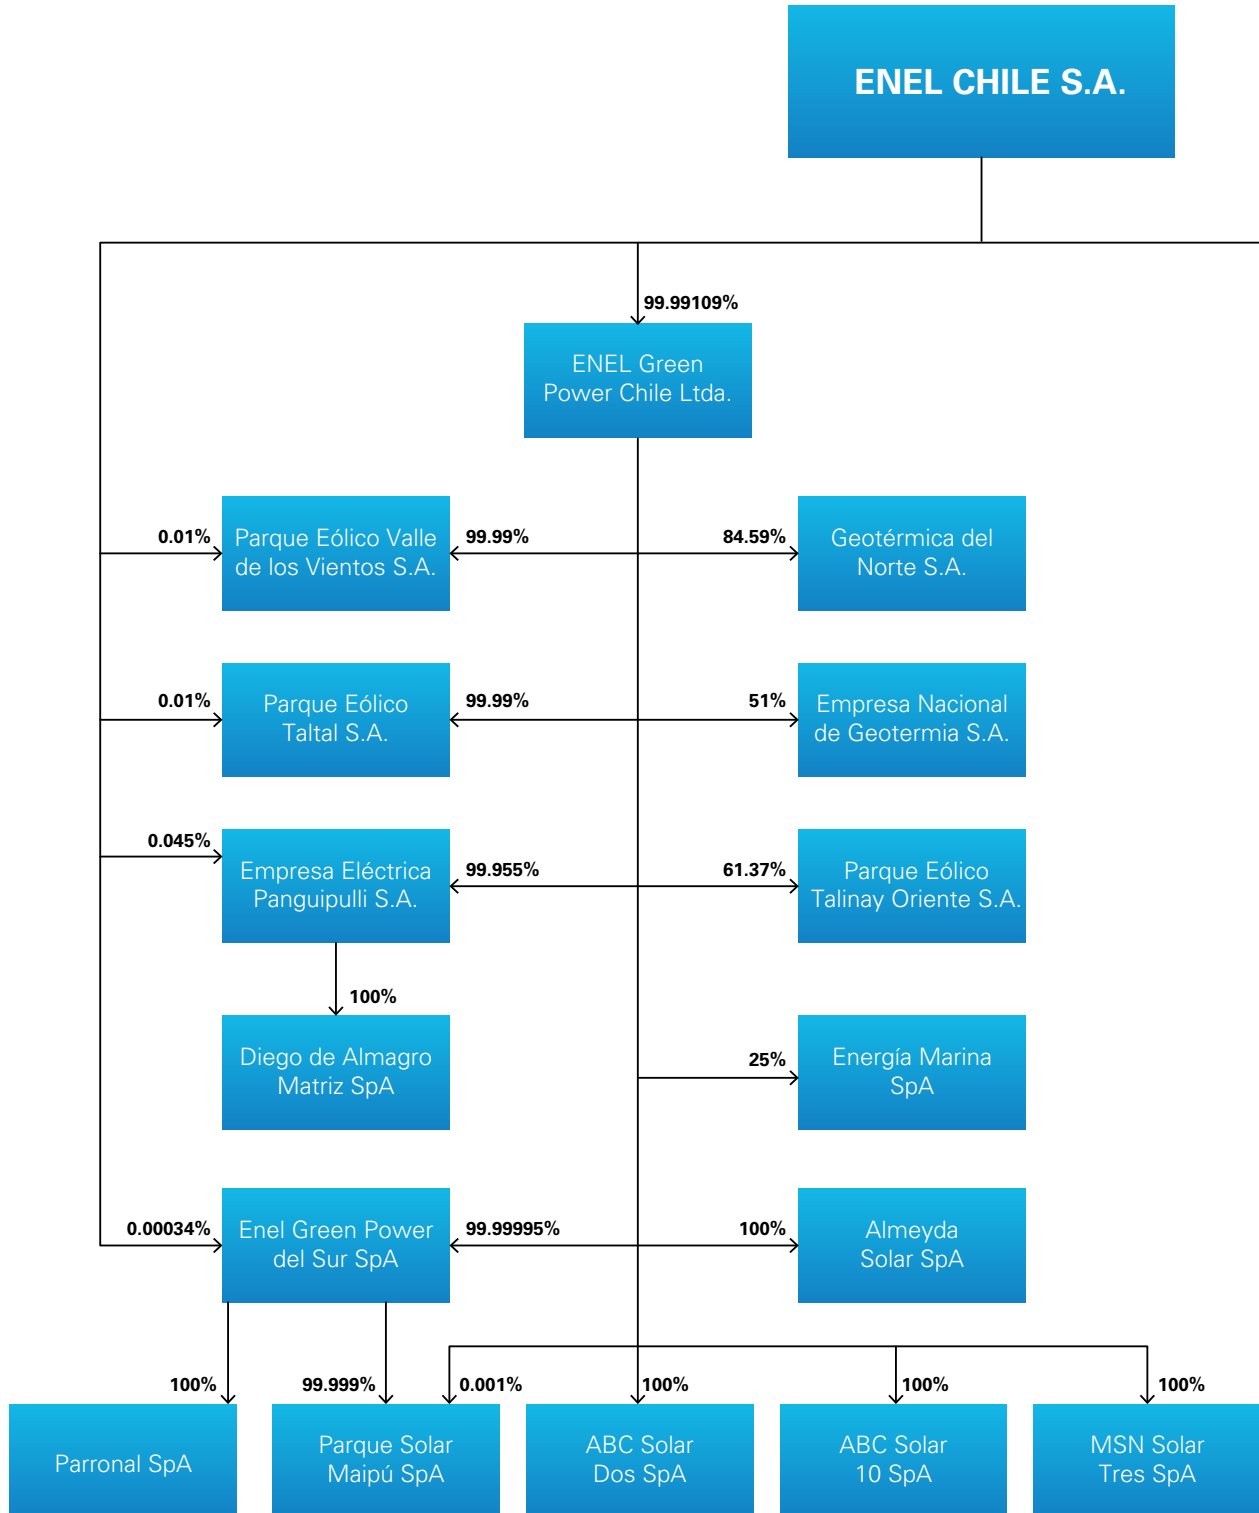 ENEL CHILE S.A.
99.99109%
ENEL Green
Power Chile Ltda.
0.01%
Parque Eólico Valle
de los Vientos S.A.
99.99%
84.59%
Geotérmica del
Norte S.A.
0.01%
Parque Eólico
Taltal S.A.
99.99%
51%
Empresa Nacional
de Geotermia S.A.
0.045%
Empresa Eléctrica
Panguipulli S.A.
99.955%
61.37%
Parque Eólico
Talinay Oriente S.A.
100%
Diego de Almagro
Matriz SpA
25%
Energía Marina
SpA
0.00034%
Enel Green Power
del Sur SpA
99.99995%
100%
Almeyda
Solar SpA
100%
99.999%
0.001%
100%
100%
100%
Parronal SpA
Parque Solar
Maipú SpA
ABC Solar
Dos SpA
ABC Solar
10 SpA
MSN Solar
Tres SpA